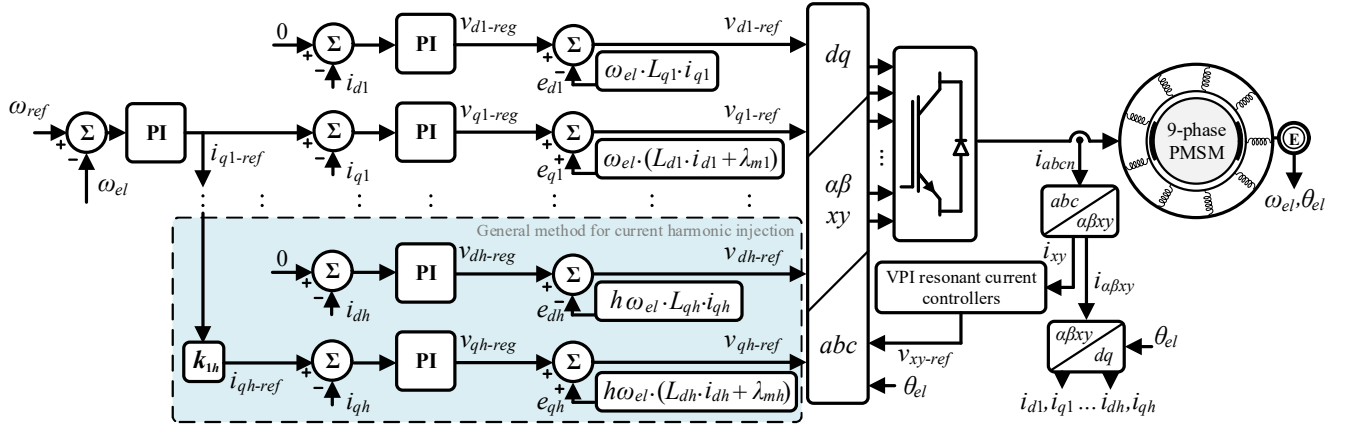 0
Σ
+
−
i_{d1}
PI
v_{d1-reg}
Σ
+
−
e_{d1}
ω_{el}·L_{q1}·i_{q1}
v_{d1-ref}
ω_{ref}
Σ
+
−
ω_{el}
PI
i_{q1-ref}
Σ
+
−
i_{q1}
PI
v_{q1-reg}
Σ
+
+
e_{q1}
ω_{el}·(L_{d1}·i_{d1}+λ_{m1})
v_{q1-ref}
General method for current harmonic injection
0
Σ
+
−
i_{dh}
PI
v_{dh-reg}
Σ
+
−
e_{dh}
hω_{el}·L_{qh}·i_{qh}
v_{dh-ref}
k_{1h}
i_{qh-ref}
Σ
+
−
i_{qh}
PI
v_{qh-reg}
Σ
+
+
e_{qh}
hω_{el}·(L_{dh}·i_{dh}+λ_{mh})
v_{qh-ref}
dq
αβ
xy
abc
θ_{el}
i_{abcn}
9-phase
PMSM
E
ω_{el},θ_{el}
abc
αβxy
i_{xy}
i_{αβxy}
VPI resonant current
controllers
v_{xy-ref}
αβxy
dq
θ_{el}
i_{d1},i_{q1} ... i_{dh},i_{qh}